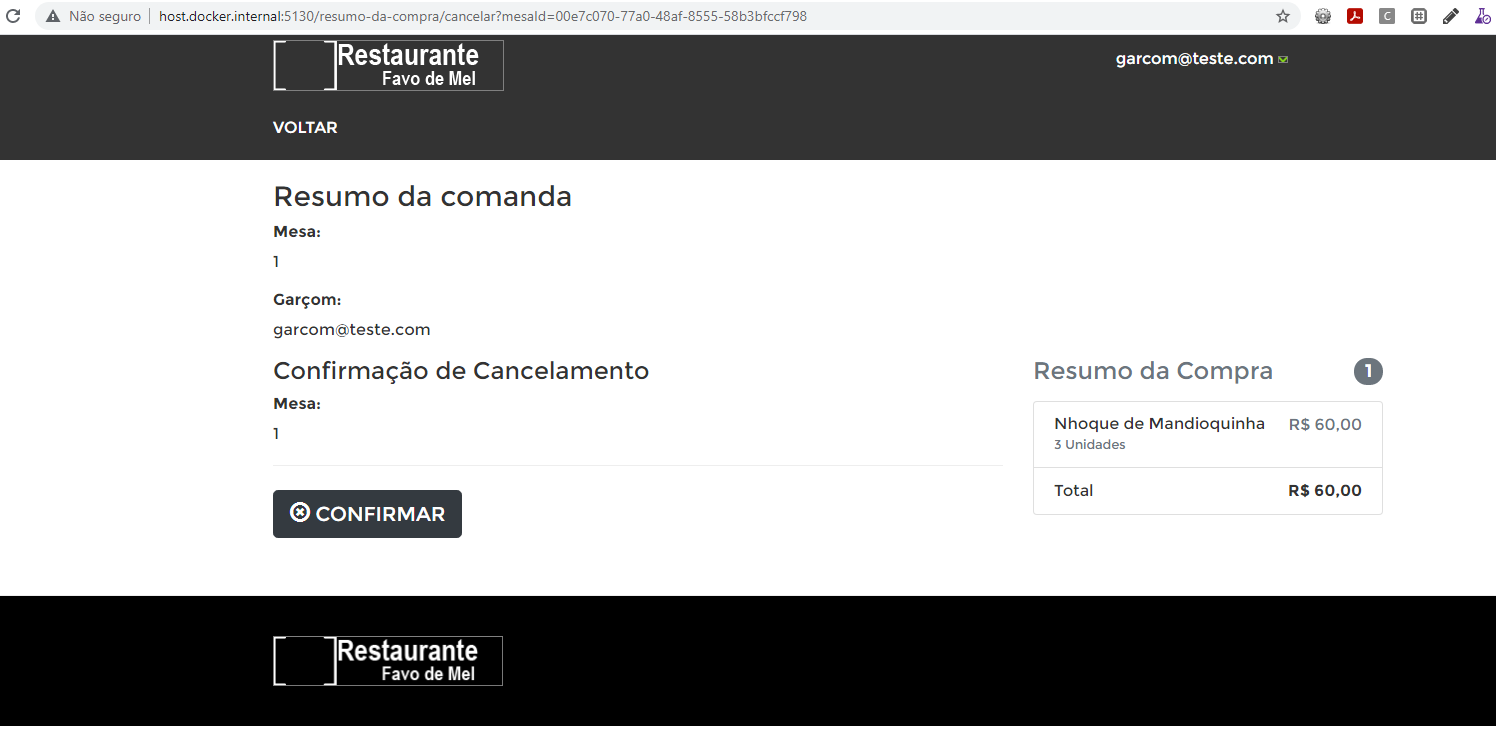 Não seguro host.docker.internal:5130/resumo-da-compra/cancelar?mesaId=00e7c070-77a0-48af-8555-58b3bfccf798
Restaurante
Favo de Mel
garcom@teste.com
VOLTAR
Resumo da comanda
Mesa:
1
Garçom:
garcom@teste.com
Confirmação de Cancelamento
Mesa:
1
CONFIRMAR
Resumo da Compra 1
Nhoque de Mandioquinha R$ 60,00
3 Unidades
Total R$ 60,00
Restaurante
Favo de Mel